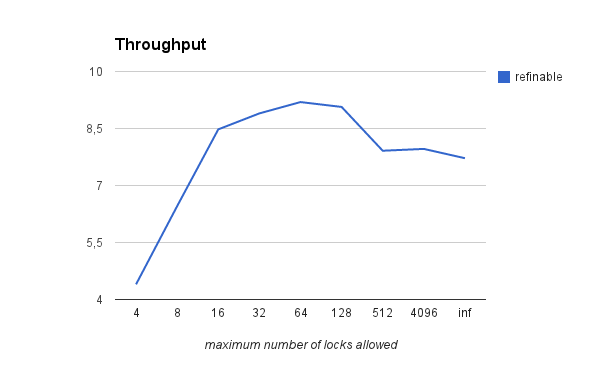 Throughput
10
refinable
8,5
7
5,5
4
4 8 16 32 64 128 512 4096 inf
maximum number of locks allowed